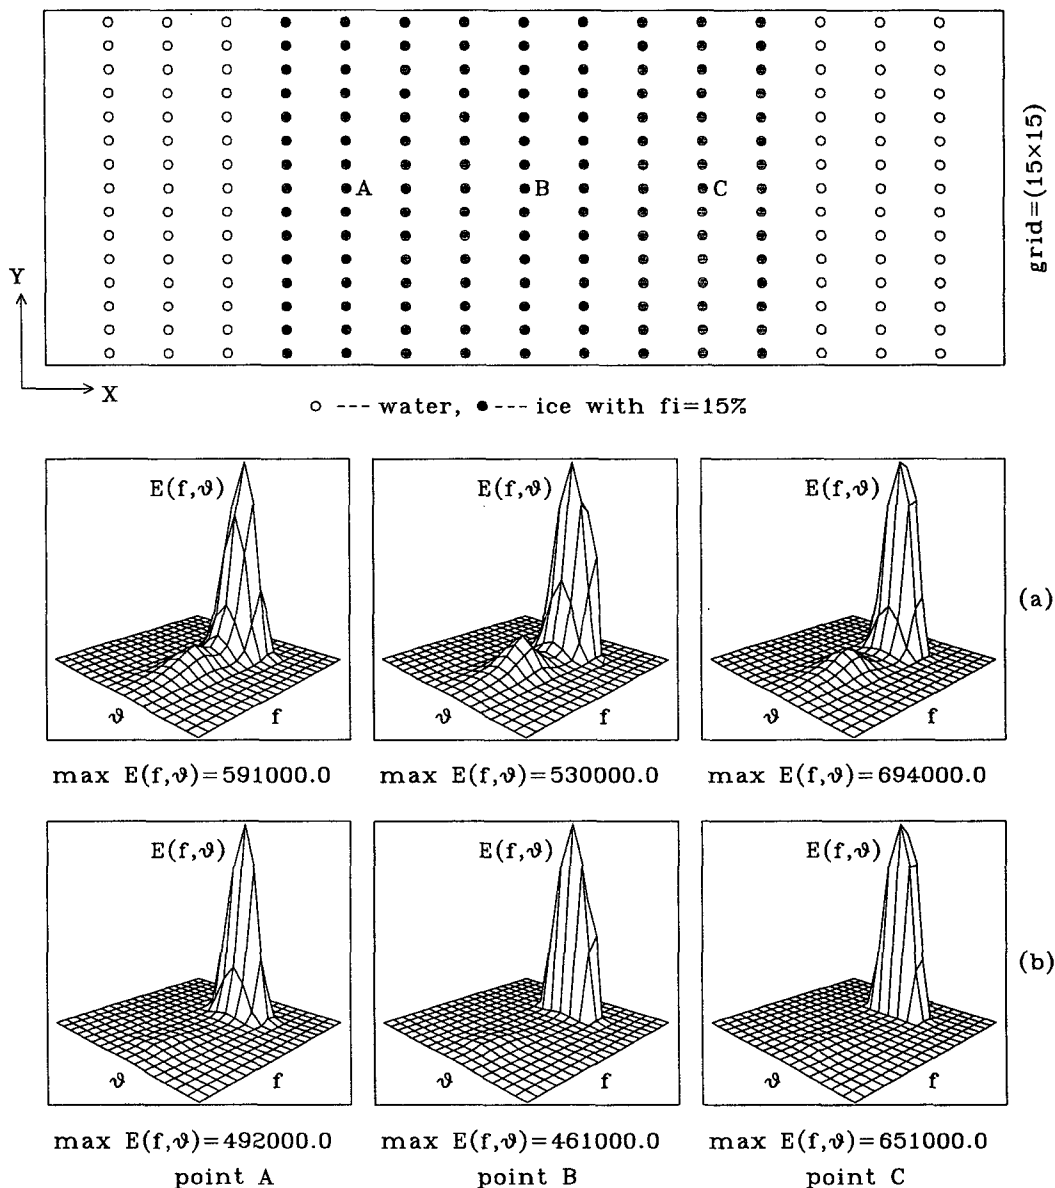 A B C
grid=(15×15)
Y
X
○ --- water, ●--- ice with fi=15%
E(f,ϑ) E(f,ϑ) E(f,ϑ)
(a)
ϑ f ϑ f ϑ f
max E(f,ϑ)=591000.0 max E(f,ϑ)=530000.0 max E(f,ϑ)=694000.0
E(f,ϑ) E(f,ϑ) E(f,ϑ)
(b)
ϑ f ϑ f ϑ f
max E(f,ϑ)=492000.0 max E(f,ϑ)=461000.0 max E(f,ϑ)=651000.0
point A point B point C